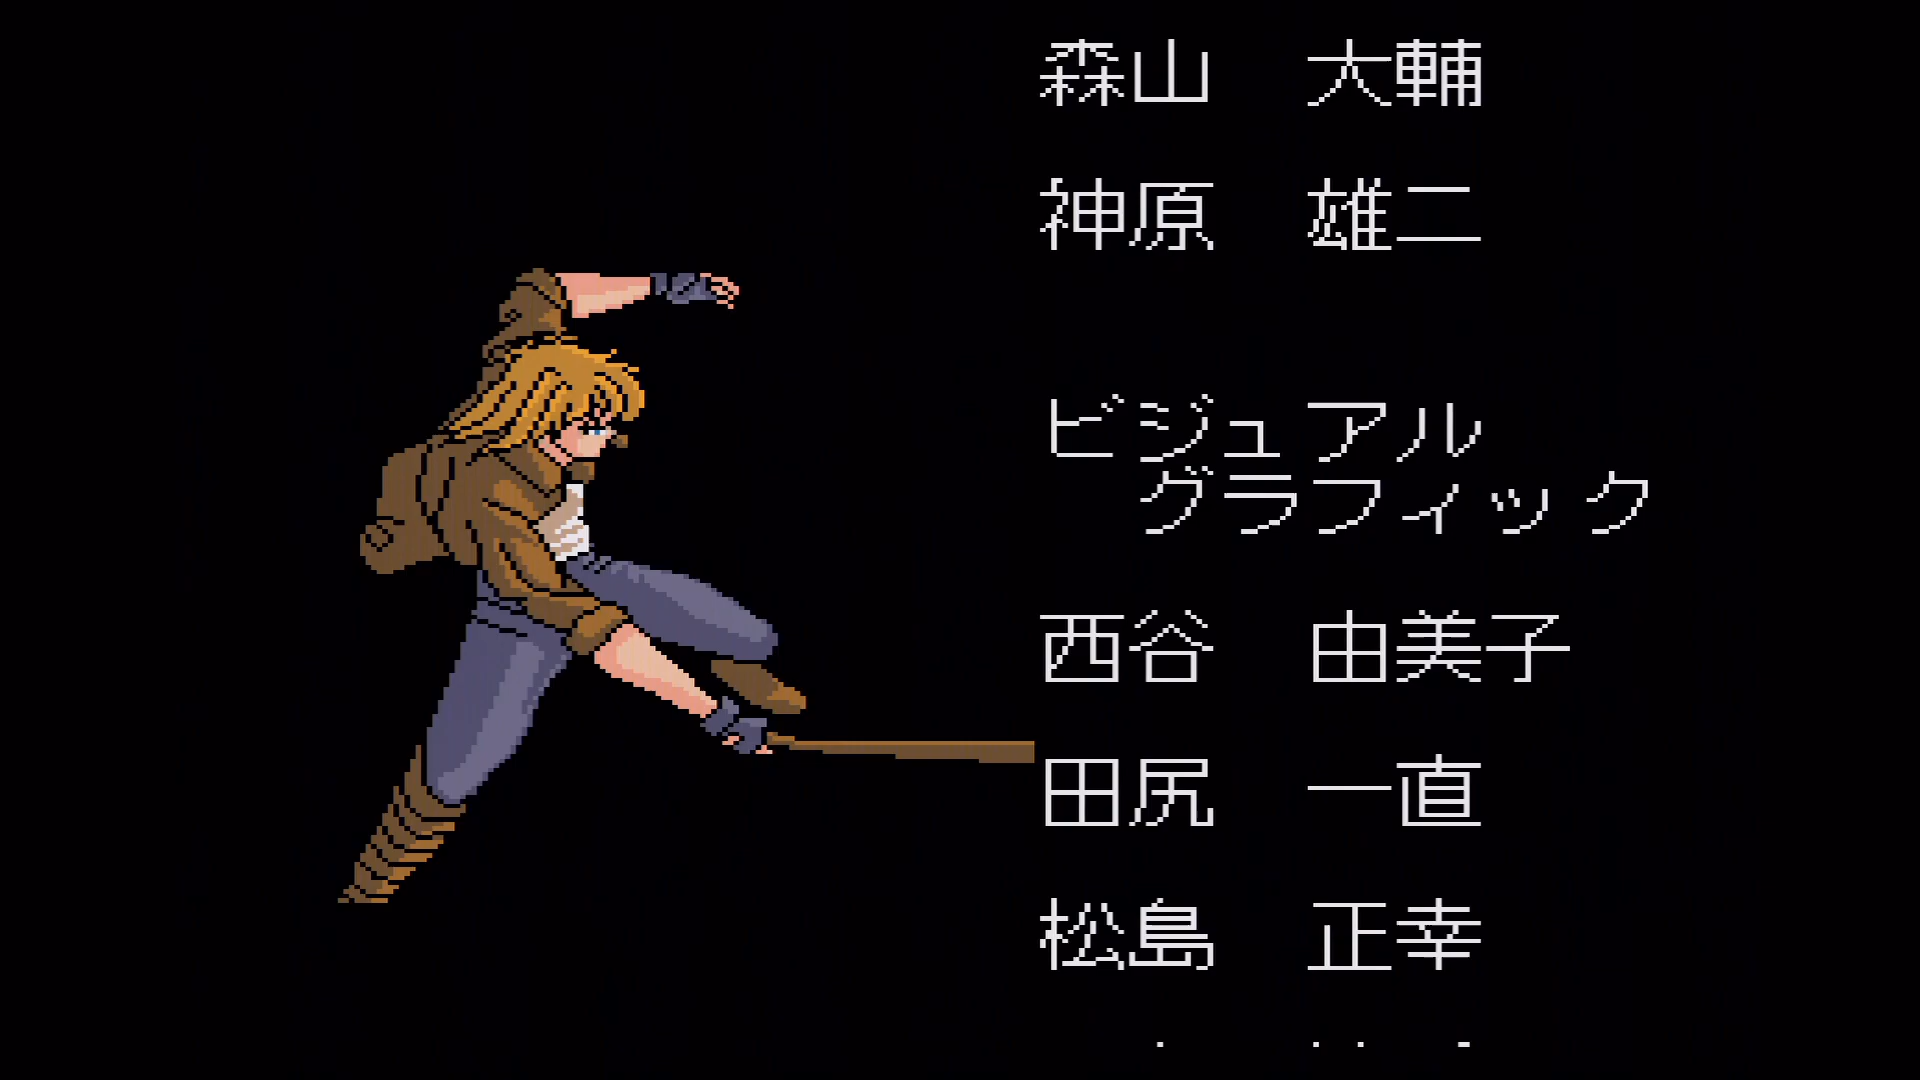 森山　大輔
神原　雄二
ビジュアル
グラフィック
西谷　由美子
田尻　一直
松島　正幸